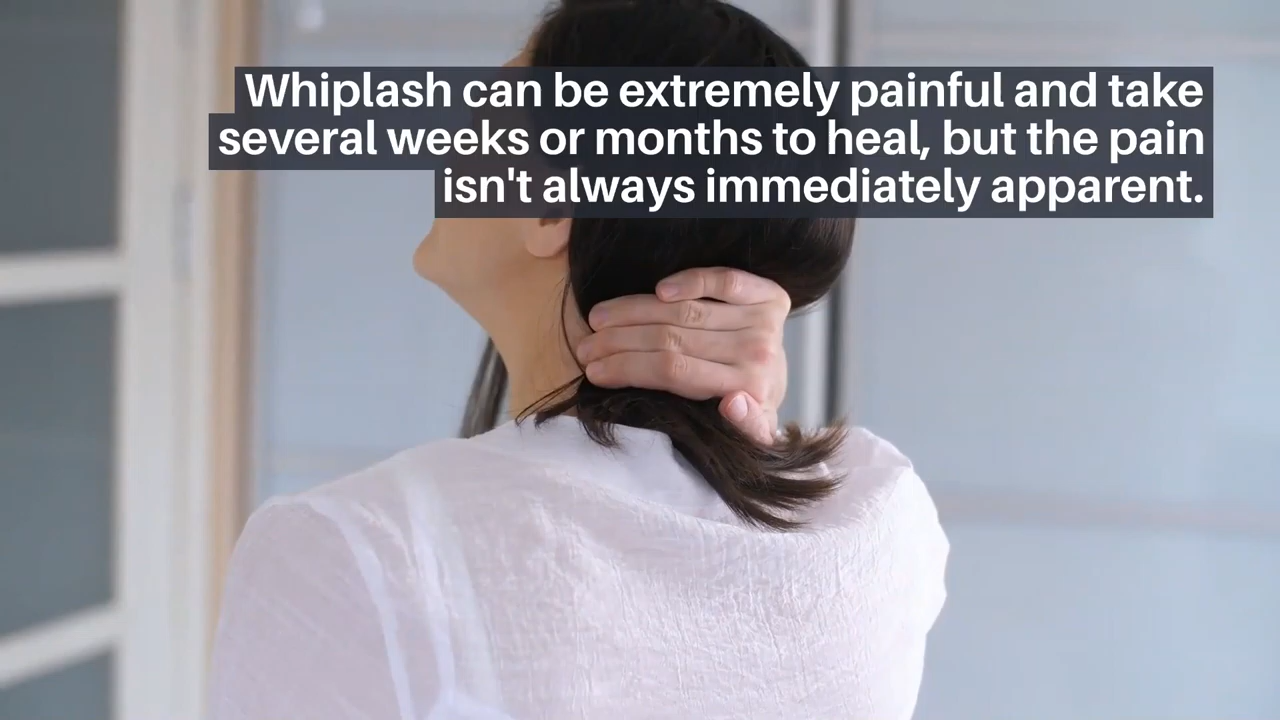 Whiplash can be extremely painful and take
several weeks or months to heal, but the pain
isn't always immediately apparent.